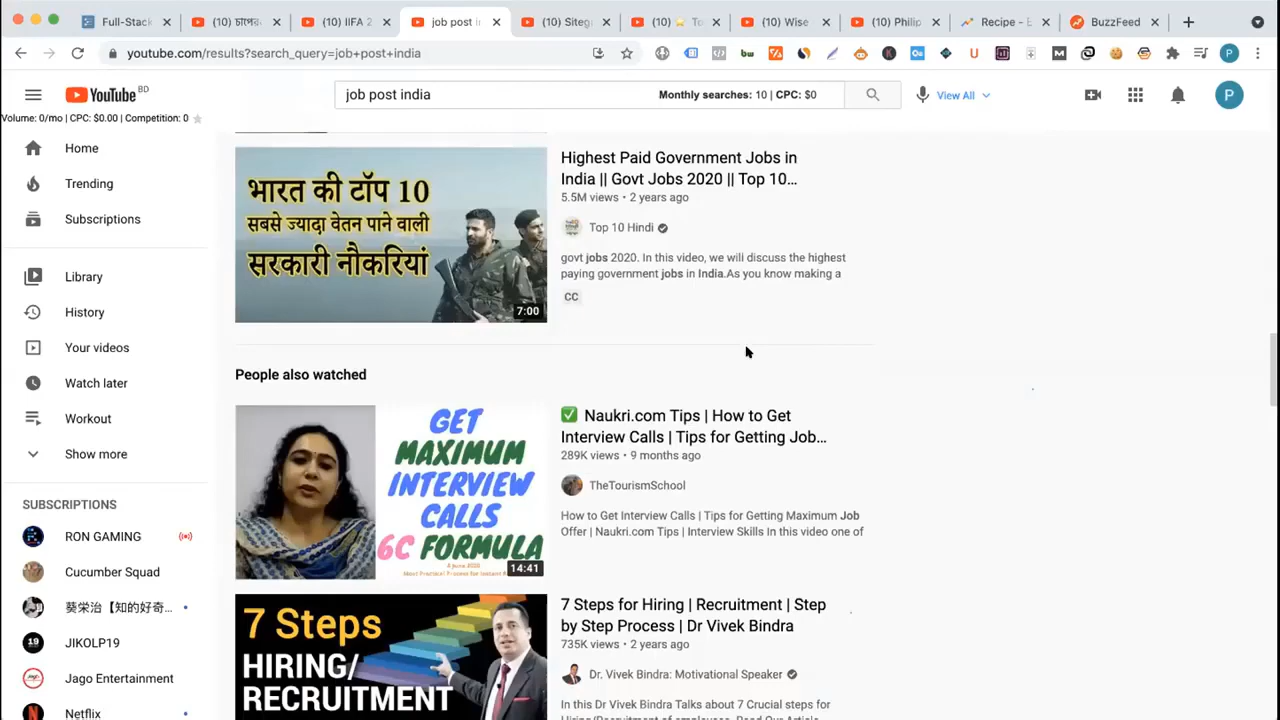 Full-Stack
(10) চাপেব
(10) IIFA 2
job post i
(10) Siteg
(10) ⭐ To
(10) Wise
(10) Philip
Recipe - E
BuzzFeed
youtube.com/results?search_query=job+post+india
YouTube BD
job post india
Monthly searches: 10 | CPC: $0
View All
P
Volume: 0/mo | CPC: $0.00 | Competition: 0
Home
Trending
Subscriptions
Library
History
Your videos
Watch later
Workout
Show more
SUBSCRIPTIONS
RON GAMING
Cucumber Squad
葵栄治【知的好奇...
JIKOLP19
Jago Entertainment
Netflix
भारत की टॉप 10
सबसे ज्यादा वेतन पाने वाली
सरकारी नौकरियां
7:00
Highest Paid Government Jobs in
India || Govt Jobs 2020 || Top 10...
5.5M views • 2 years ago
Top 10 Hindi
govt jobs 2020. In this video, we will discuss the highest
paying government jobs in India.As you know making a
CC
People also watched
GET
MAXIMUM
INTERVIEW
CALLS
6C FORMULA
14:41
✅ Naukri.com Tips | How to Get
Interview Calls | Tips for Getting Job...
289K views • 9 months ago
TheTourismSchool
How to Get Interview Calls | Tips for Getting Maximum Job
Offer | Naukri.com Tips | Interview Skills In this video one of
7 Steps
HIRING/
RECRUITMENT
7 Steps for Hiring | Recruitment | Step
by Step Process | Dr Vivek Bindra
735K views • 2 years ago
Dr. Vivek Bindra: Motivational Speaker
In this Dr Vivek Bindra Talks about 7 Crucial steps for
Hiring/Recruitment of employees. Read Our Article